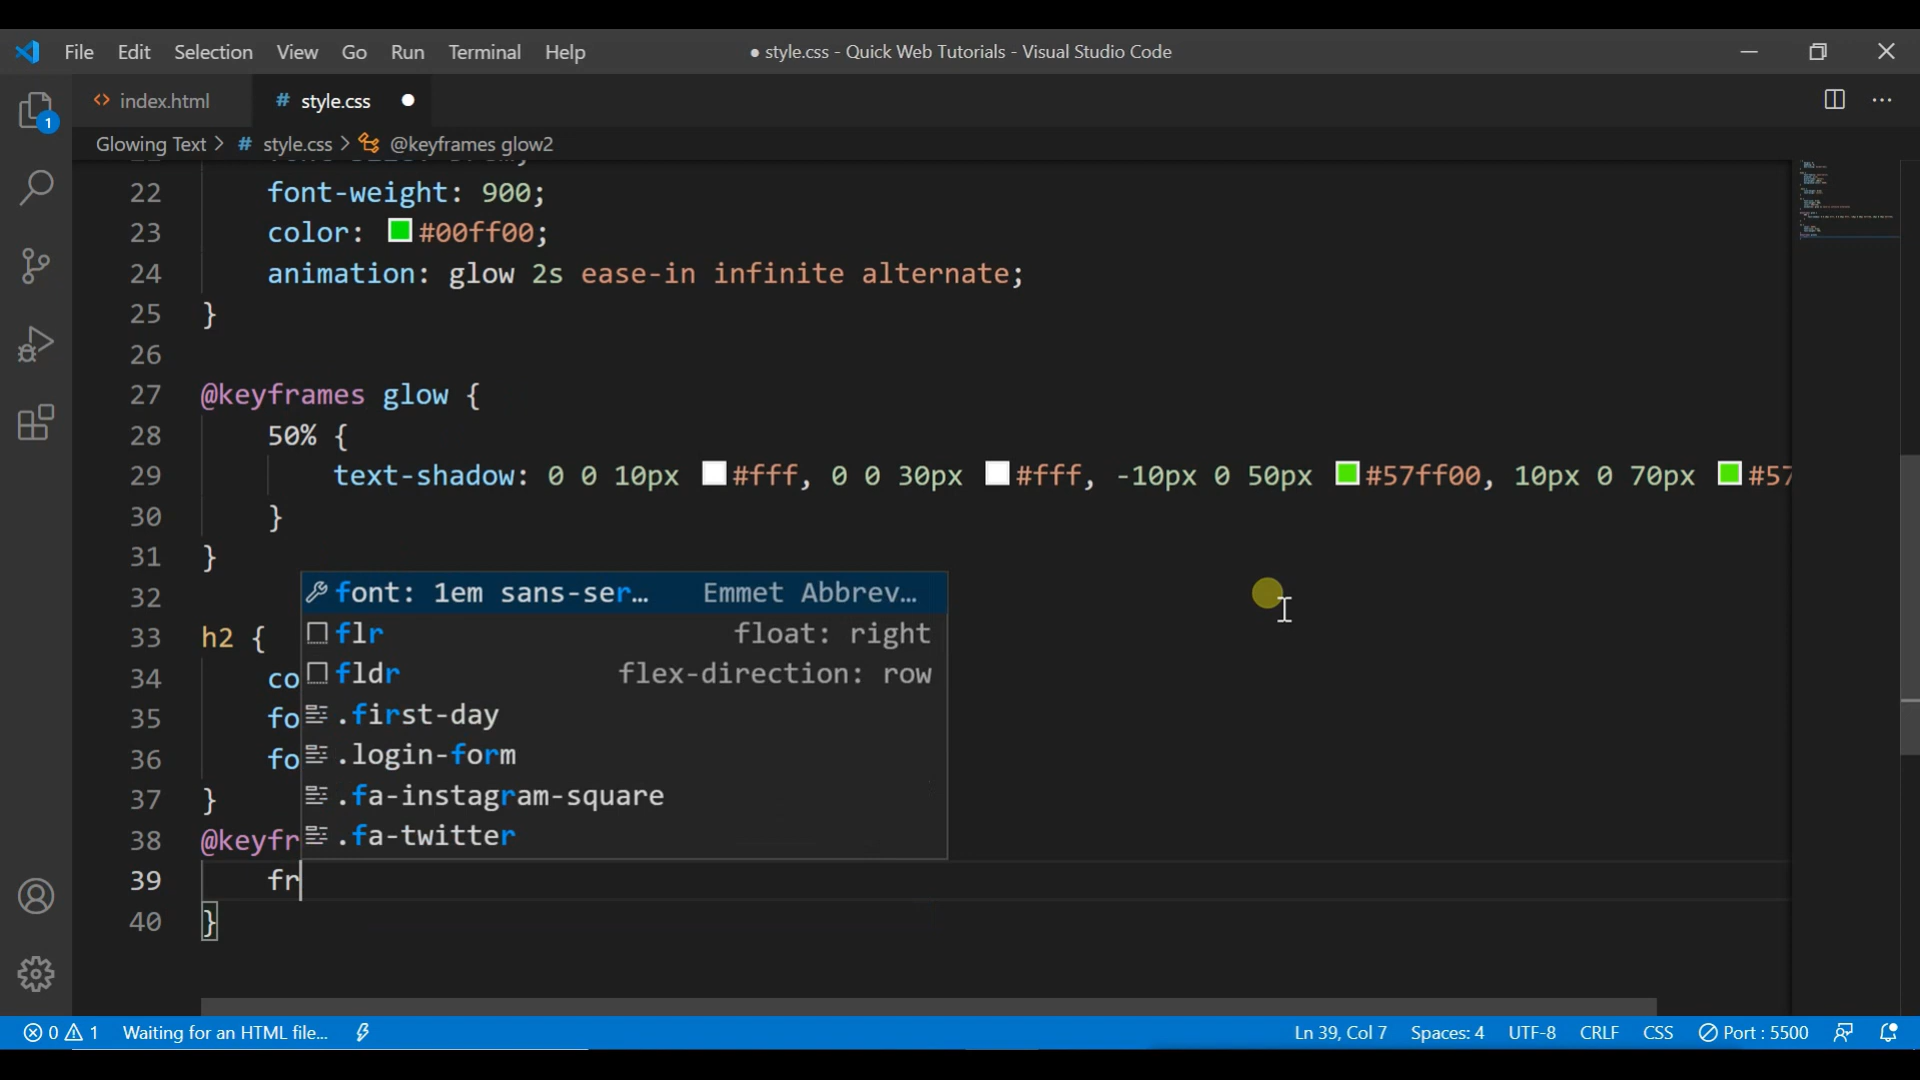 File Edit Selection View Go Run Terminal Help ● style.css - Quick Web Tutorials - Visual Studio Code
index.html # style.css
Glowing Text > # style.css > @keyframes glow2
22 font-weight: 900;
23 color: #00ff00;
24 animation: glow 2s ease-in infinite alternate;
25 }
26
27 @keyframes glow {
28 50% {
29 text-shadow: 0 0 10px #fff, 0 0 30px #fff, -10px 0 50px #57ff00, 10px 0 70px #57
30 }
31 }
32
font: 1em sans-ser… Emmet Abbrev…
flr float: right
33 h2 {
fldr flex-direction: row
34 co
.first-day
35 fo
.login-form
36 fo
.fa-instagram-square
37 }
.fa-twitter
38 @keyfr
39 fr
40 }
1
0 1 Waiting for an HTML file... Ln 39, Col 7 Spaces: 4 UTF-8 CRLF CSS Port : 5500